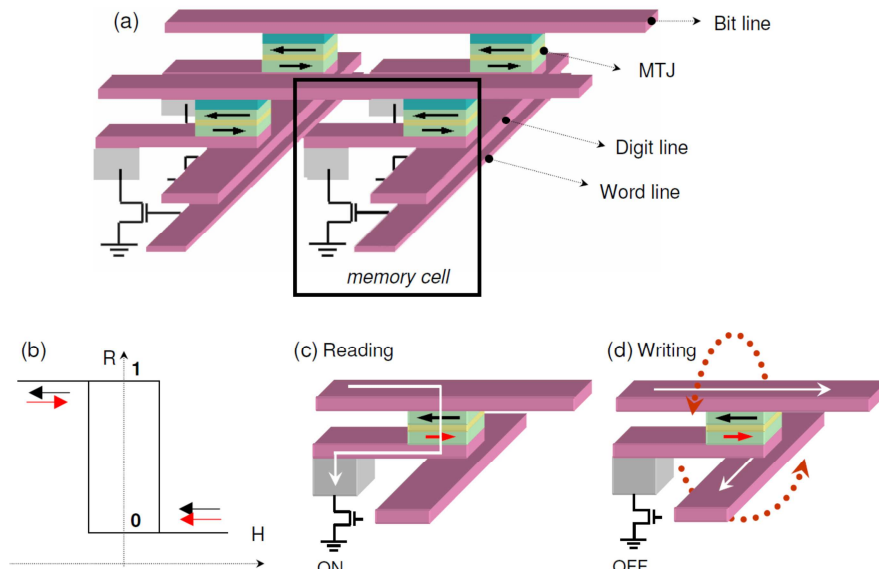 (a)
Bit line
MTJ
Digit line
Word line
memory cell
(b)
R
1
0
H
(c) Reading
ON
(d) Writing
OFF